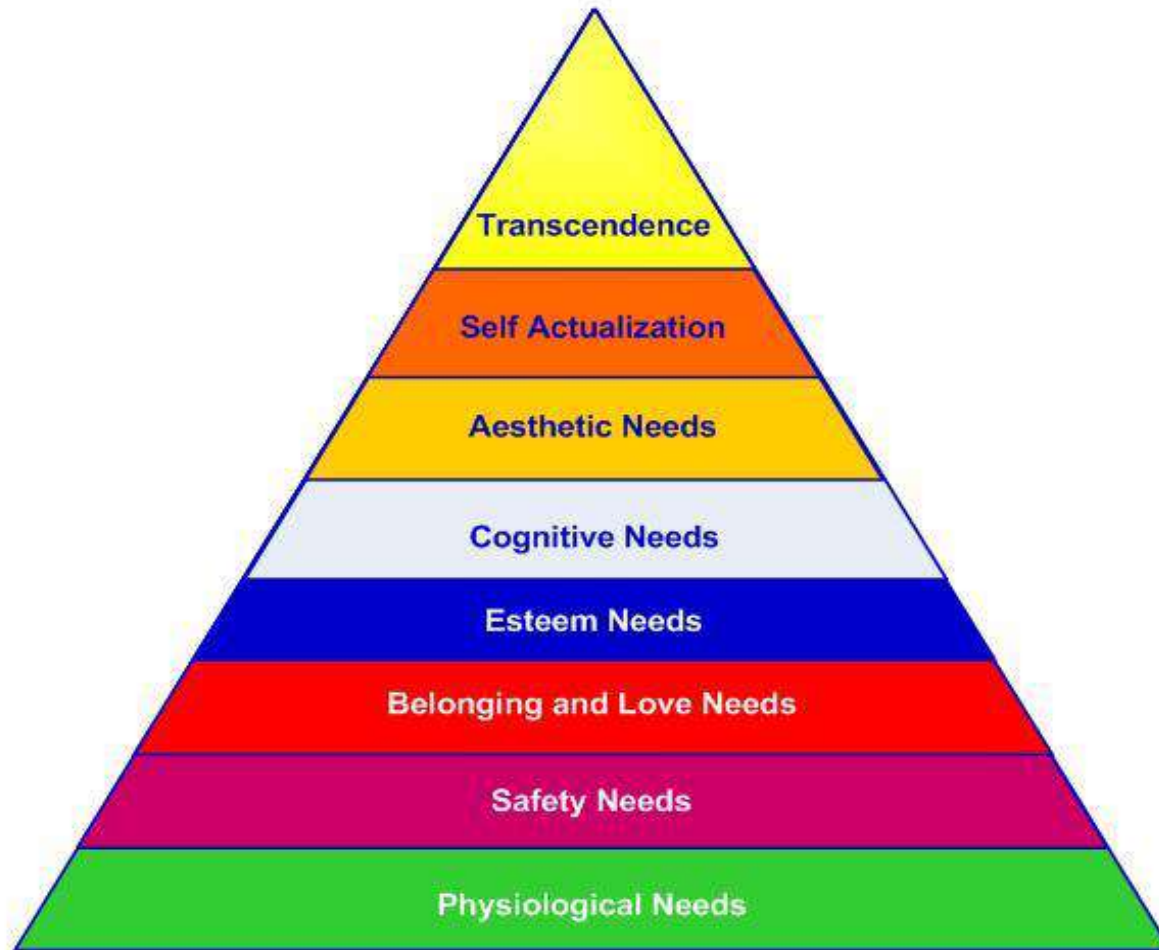 Transcendence
Self Actualization
Aesthetic Needs
Cognitive Needs
Esteem Needs
Belonging and Love Needs
Safety Needs
Physiological Needs